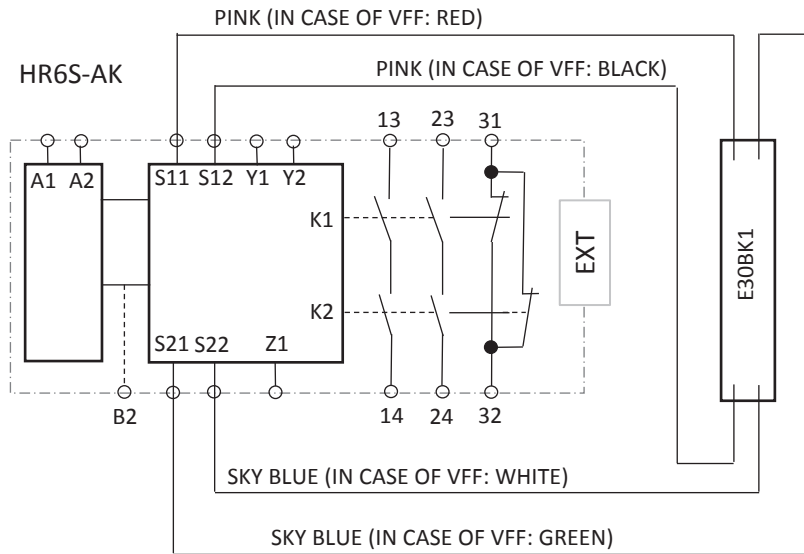 PINK (IN CASE OF VFF: RED)
HR6S-AK
PINK (IN CASE OF VFF: BLACK)
13 23 31
A1 A2 S11 S12 Y1 Y2
K1
EXT
E30BK1
K2
S21 S22 Z1
B2 14 24 32
SKY BLUE (IN CASE OF VFF: WHITE)
SKY BLUE (IN CASE OF VFF: GREEN)